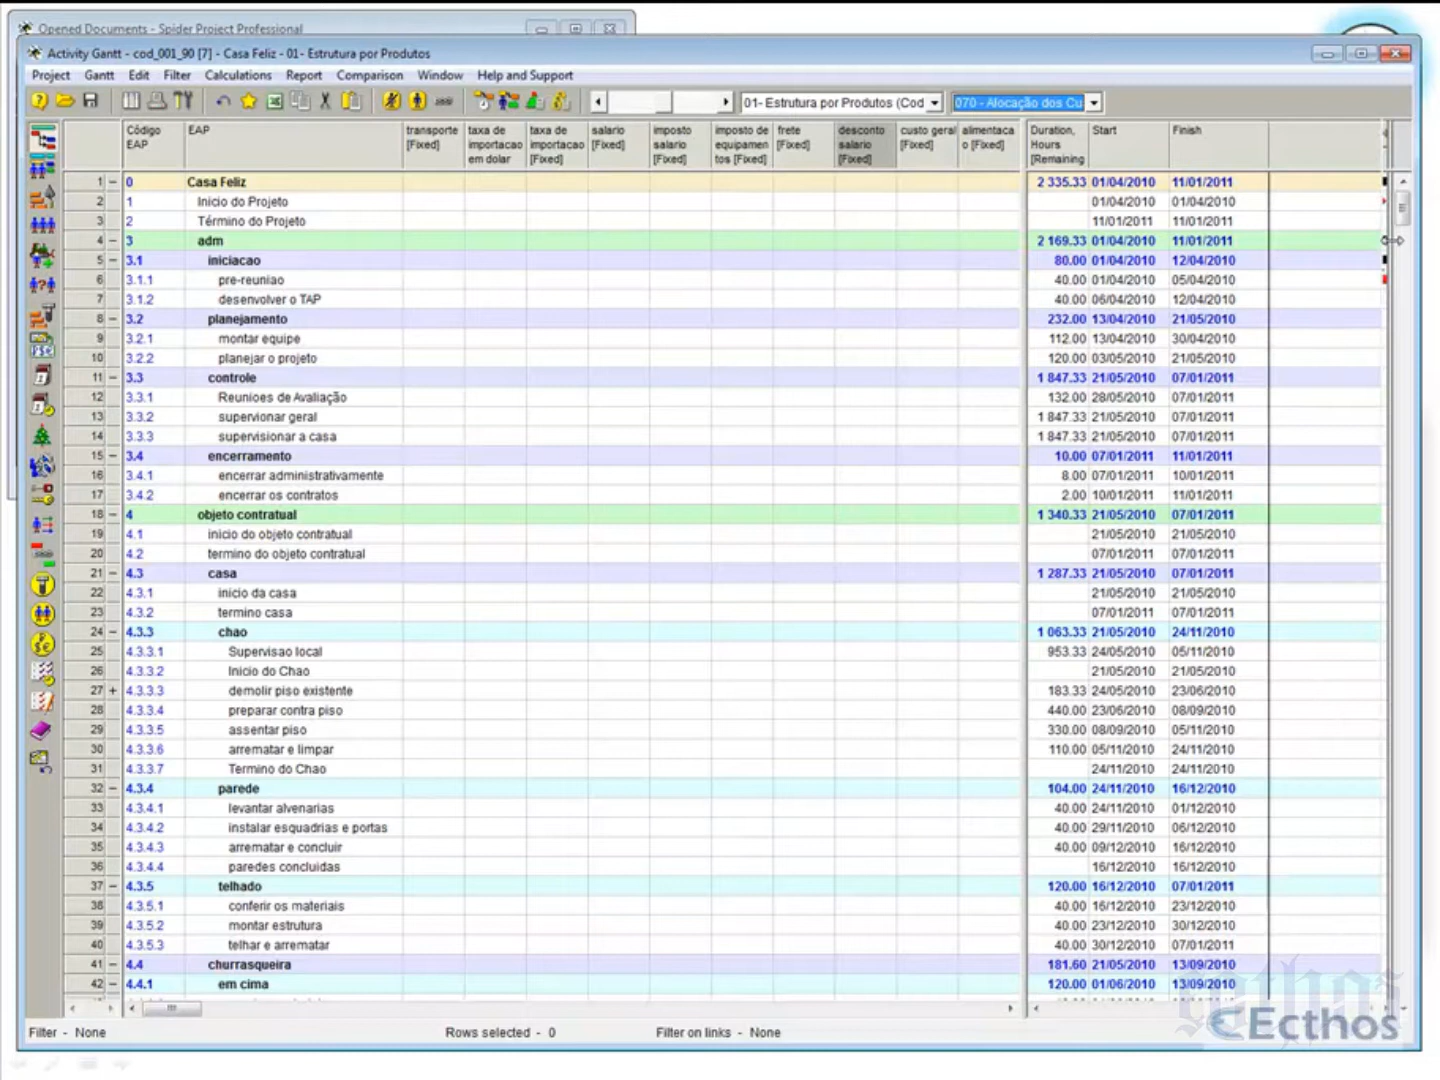 Opened Documents - Spider Project Professional
Activity Gantt - cod_001_90 [7] - Casa Feliz - 01- Estrutura por Produtos
Project Gantt Edit Filter Calculations Report Comparison Window Help and Support
01- Estrutura por Produtos (Cod
070 - Alocação dos Cu
Código EAP
EAP
transporte [Fixed]
taxa de importacao em dolar
taxa de importacao [Fixed]
salario [Fixed]
imposto salario [Fixed]
imposto de equipamen tos [Fixed]
frete [Fixed]
desconto salario [Fixed]
custo geral [Fixed]
alimentaca o [Fixed]
Duration, Hours [Remaining
Start
Finish
1 − 0 Casa Feliz 2 335.33 01/04/2010 11/01/2011
2 1 Inicio do Projeto 01/04/2010 01/04/2010
3 2 Término do Projeto 11/01/2011 11/01/2011
4 − 3 adm 2 169.33 01/04/2010 11/01/2011
5 − 3.1 iniciacao 80.00 01/04/2010 12/04/2010
6 3.1.1 pre-reuniao 40.00 01/04/2010 05/04/2010
7 3.1.2 desenvolver o TAP 40.00 06/04/2010 12/04/2010
8 − 3.2 planejamento 232.00 13/04/2010 21/05/2010
9 3.2.1 montar equipe 112.00 13/04/2010 30/04/2010
10 3.2.2 planejar o projeto 120.00 03/05/2010 21/05/2010
11 − 3.3 controle 1 847.33 21/05/2010 07/01/2011
12 3.3.1 Reunioes de Avaliação 132.00 28/05/2010 07/01/2011
13 3.3.2 supervionar geral 1 847.33 21/05/2010 07/01/2011
14 3.3.3 supervisionar a casa 1 847.33 21/05/2010 07/01/2011
15 − 3.4 encerramento 10.00 07/01/2011 11/01/2011
16 3.4.1 encerrar administrativamente 8.00 07/01/2011 10/01/2011
17 3.4.2 encerrar os contratos 2.00 10/01/2011 11/01/2011
18 − 4 objeto contratual 1 340.33 21/05/2010 07/01/2011
19 4.1 inicio do objeto contratual 21/05/2010 21/05/2010
20 4.2 termino do objeto contratual 07/01/2011 07/01/2011
21 − 4.3 casa 1 287.33 21/05/2010 07/01/2011
22 4.3.1 inicio da casa 21/05/2010 21/05/2010
23 4.3.2 termino casa 07/01/2011 07/01/2011
24 − 4.3.3 chao 1 063.33 21/05/2010 24/11/2010
25 4.3.3.1 Supervisao local 953.33 24/05/2010 05/11/2010
26 4.3.3.2 Inicio do Chao 21/05/2010 21/05/2010
27 + 4.3.3.3 demolir piso existente 183.33 24/05/2010 23/06/2010
28 4.3.3.4 preparar contra piso 440.00 23/06/2010 08/09/2010
29 4.3.3.5 assentar piso 330.00 08/09/2010 05/11/2010
30 4.3.3.6 arrematar e limpar 110.00 05/11/2010 24/11/2010
31 4.3.3.7 Termino do Chao 24/11/2010 24/11/2010
32 − 4.3.4 parede 104.00 24/11/2010 16/12/2010
33 4.3.4.1 levantar alvenarias 40.00 24/11/2010 01/12/2010
34 4.3.4.2 instalar esquadrias e portas 40.00 29/11/2010 06/12/2010
35 4.3.4.3 arrematar e concluir 40.00 09/12/2010 16/12/2010
36 4.3.4.4 paredes concluidas 16/12/2010 16/12/2010
37 − 4.3.5 telhado 120.00 16/12/2010 07/01/2011
38 4.3.5.1 conferir os materiais 40.00 16/12/2010 23/12/2010
39 4.3.5.2 montar estrutura 40.00 23/12/2010 30/12/2010
40 4.3.5.3 telhar e arrematar 40.00 30/12/2010 07/01/2011
41 − 4.4 churrasqueira 181.60 21/05/2010 13/09/2010
42 − 4.4.1 em cima 120.00 01/06/2010 13/09/2010
Filter - None Rows selected - 0 Filter on links - None
ecthos
Ecthos